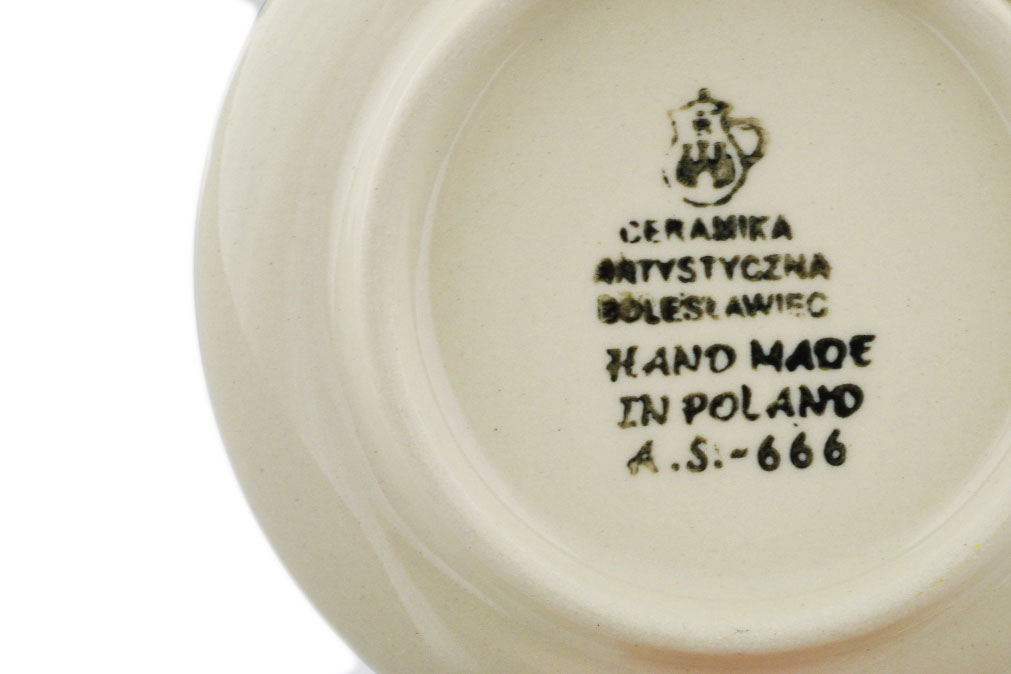 CERAMIKA
ARTYSTYCZNA
BOLESŁAWIEC
HAND MADE
IN POLAND
A.S.-666